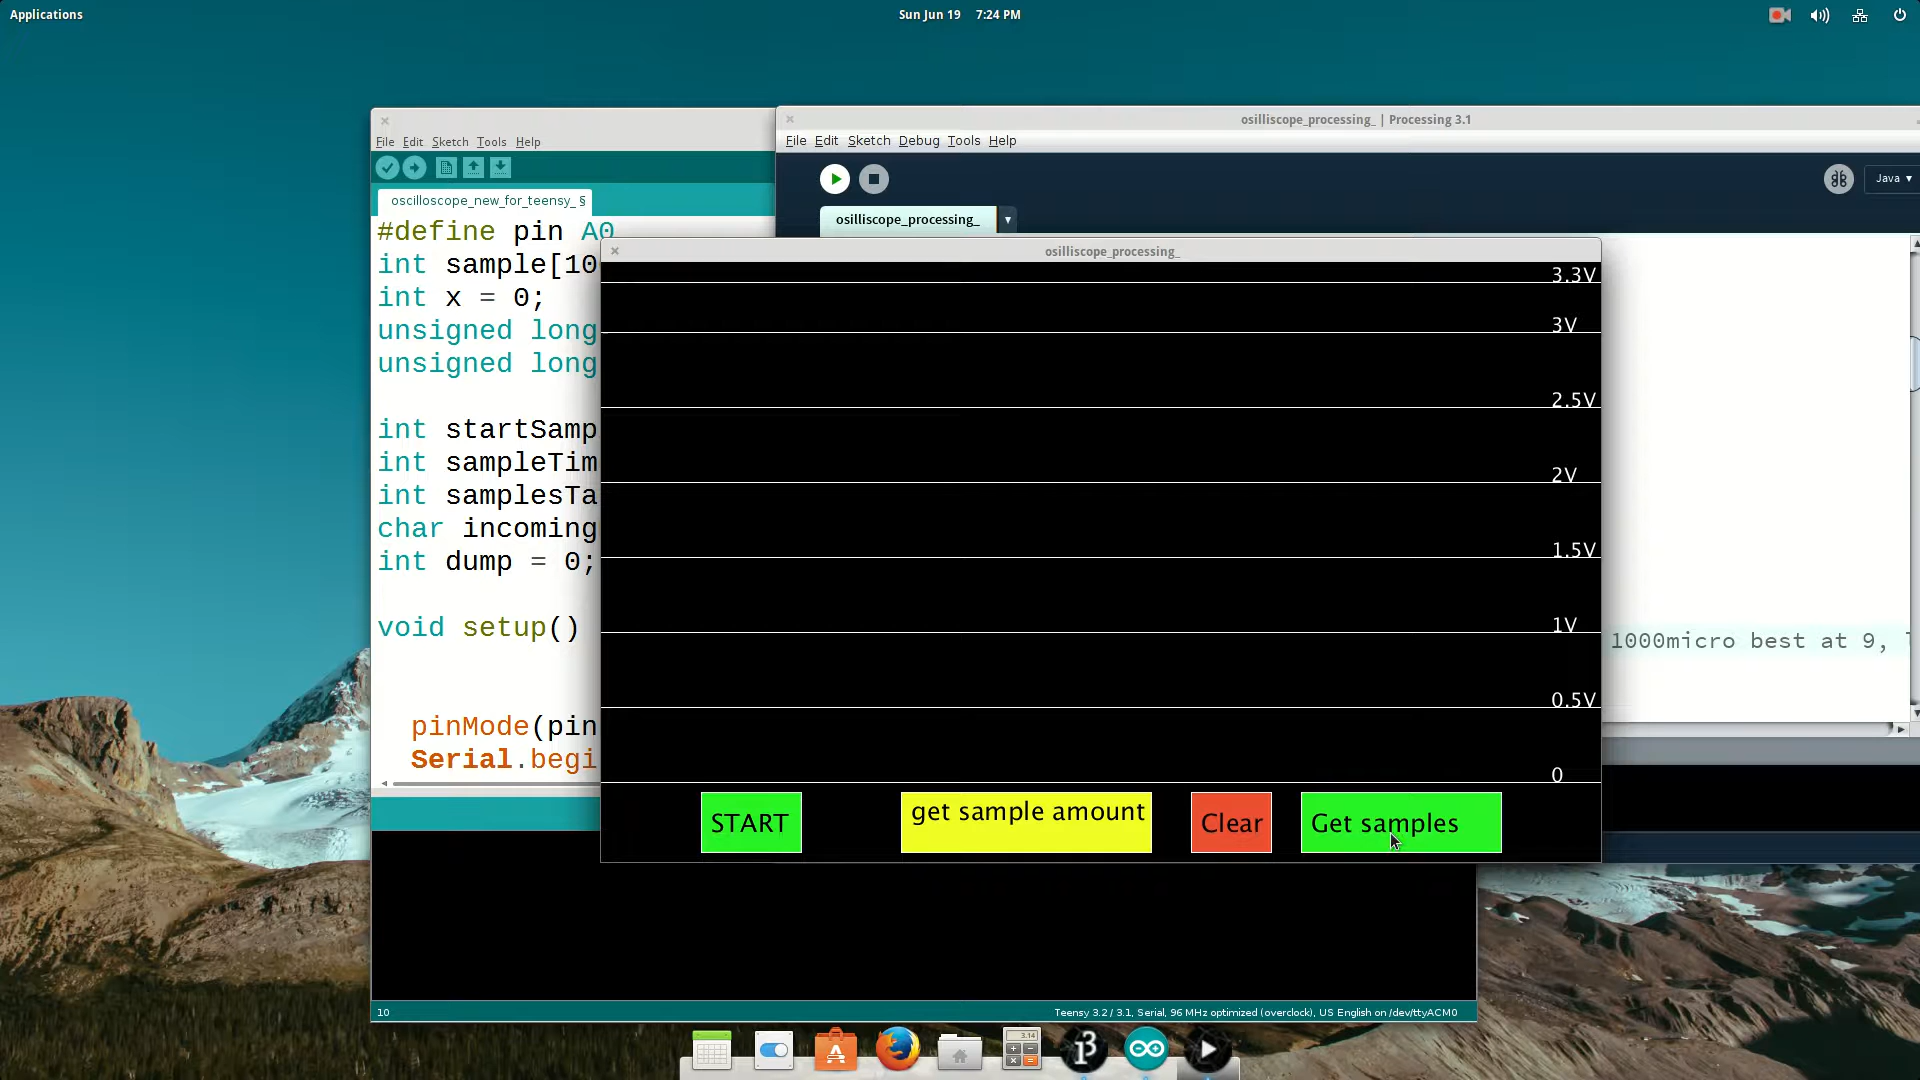 Applications
Sun Jun 19 7:24 PM
File Edit Sketch Tools Help
oscilloscope_new_for_teensy_ §
#define pin A0
int sample[10
int x = 0;
unsigned long
unsigned long
int startSamp
int sampleTim
int samplesTa
char incoming
int dump = 0;
void setup()
pinMode(pin
Serial.begi
10
Teensy 3.2 / 3.1, Serial, 96 MHz optimized (overclock), US English on /dev/ttyACM0
osilliscope_processing_ | Processing 3.1
File Edit Sketch Debug Tools Help
Java
osilliscope_processing_
1000micro best at 9,
osilliscope_processing_
3.3V
3V
2.5V
2V
1.5V
1V
0.5V
0
START
get sample amount
Clear
Get samples
3.14